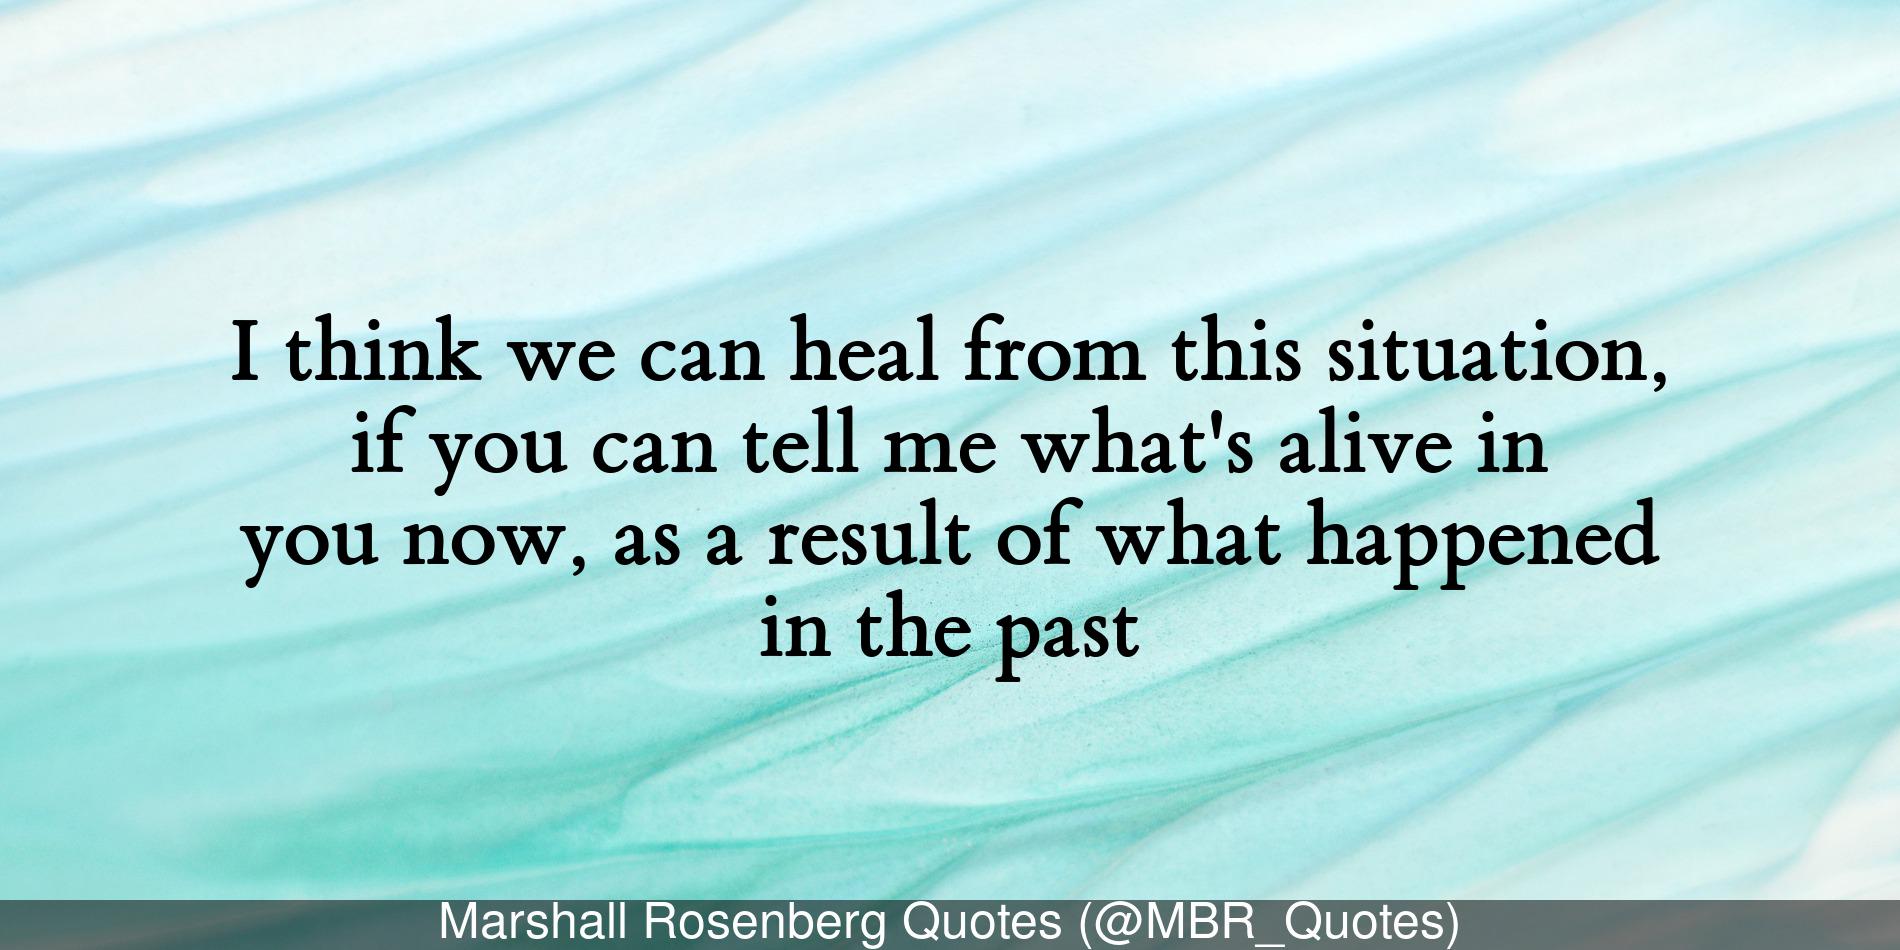 I think we can heal from this situation,
if you can tell me what's alive in
you now, as a result of what happened
in the past
Marshall Rosenberg Quotes (@MBR_Quotes)